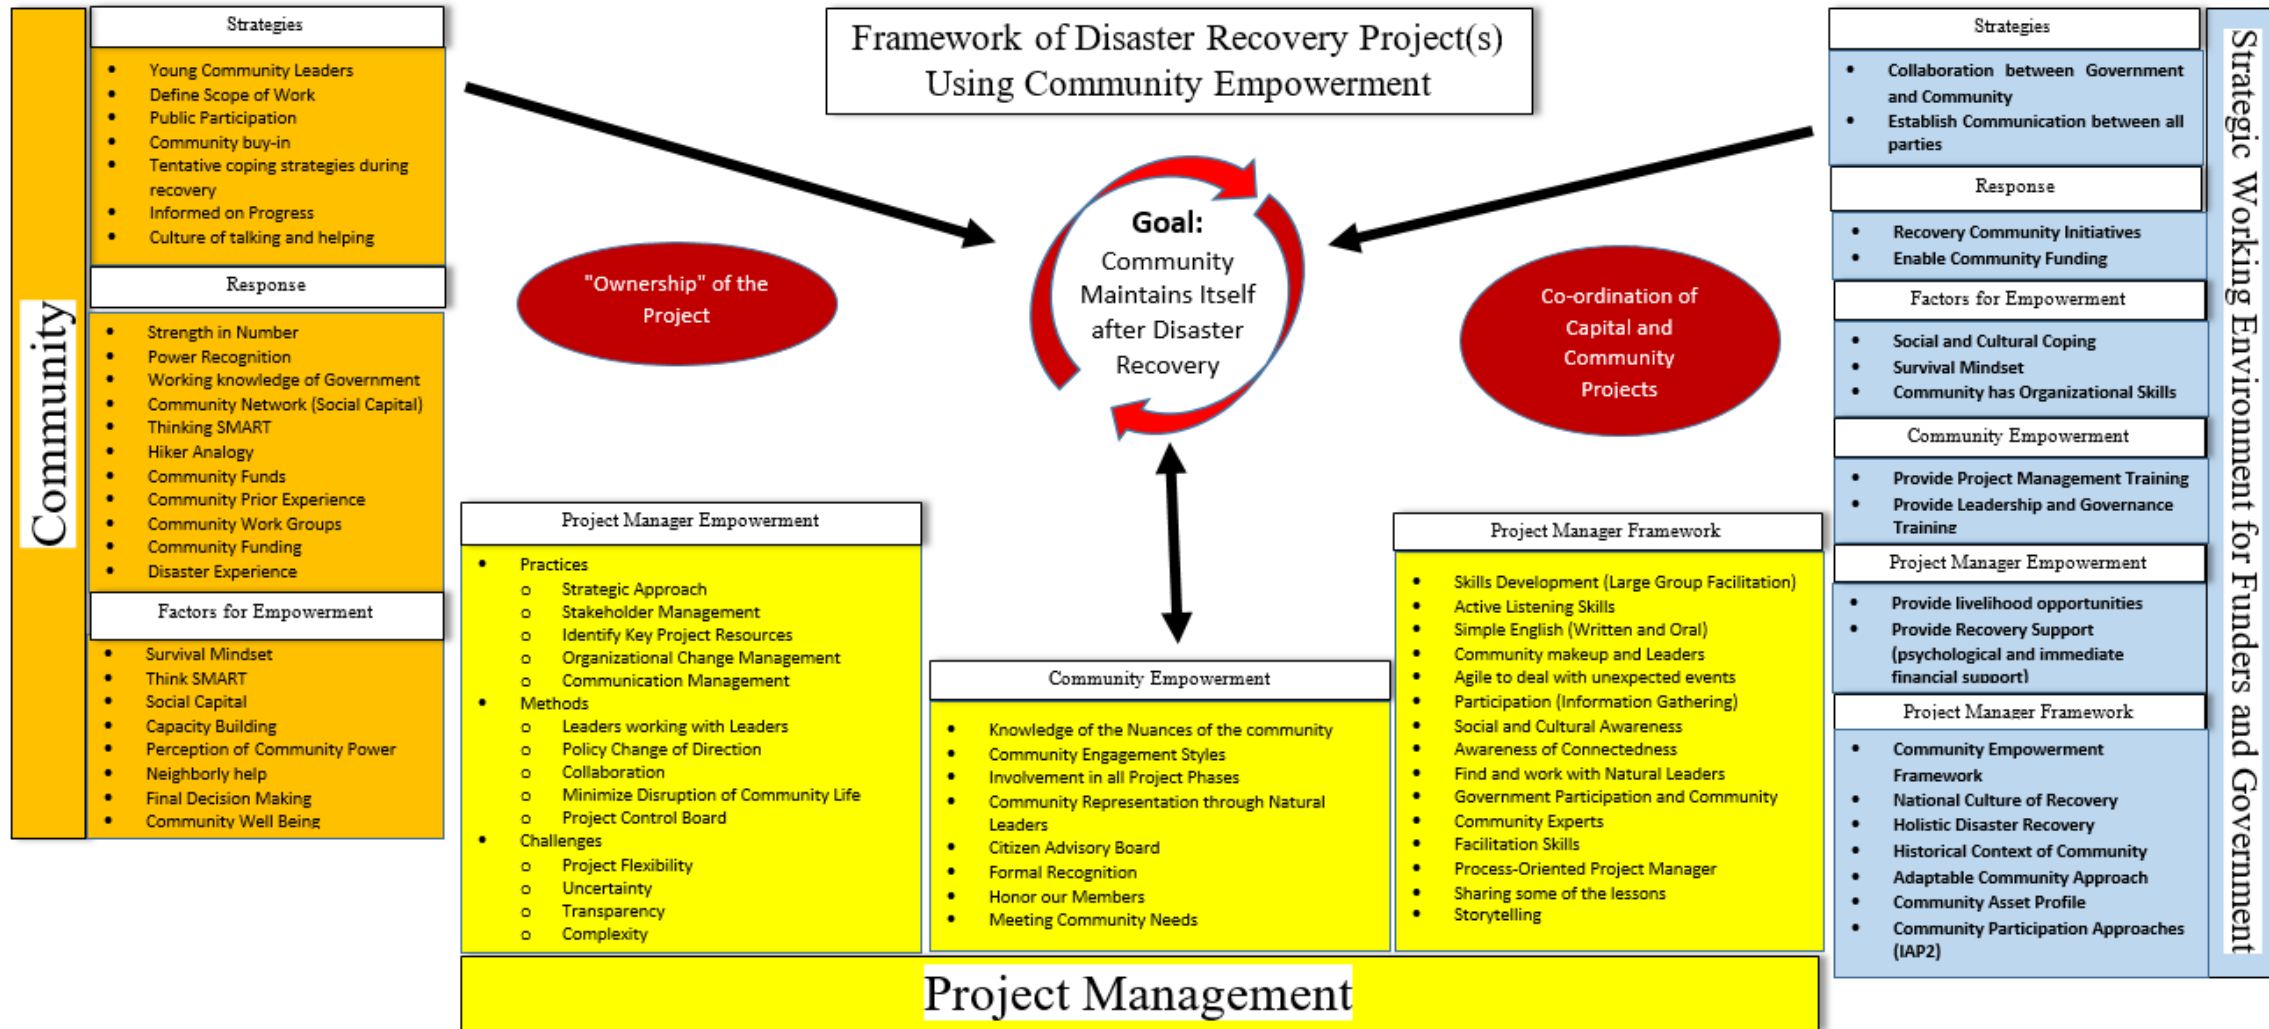 Framework of Disaster Recovery Project(s)
Using Community Empowerment
Community
Strategies
• Young Community Leaders
• Define Scope of Work
• Public Participation
• Community buy-in
• Tentative coping strategies during
recovery
• Informed on Progress
• Culture of talking and helping
Response
• Strength in Number
• Power Recognition
• Working knowledge of Government
• Community Network (Social Capital)
• Thinking SMART
• Hiker Analogy
• Community Funds
• Community Prior Experience
• Community Work Groups
• Community Funding
• Disaster Experience
Factors for Empowerment
• Survival Mindset
• Think SMART
• Social Capital
• Capacity Building
• Perception of Community Power
• Neighborly help
• Final Decision Making
• Community Well Being
"Ownership" of the
Project
Goal:
Community
Maintains Itself
after Disaster
Recovery
Co-ordination of
Capital and
Community
Projects
Project Manager Empowerment
• Practices
o Strategic Approach
o Stakeholder Management
o Identify Key Project Resources
o Organizational Change Management
o Communication Management
• Methods
o Leaders working with Leaders
o Policy Change of Direction
o Collaboration
o Minimize Disruption of Community Life
o Project Control Board
• Challenges
o Project Flexibility
o Uncertainty
o Transparency
o Complexity
Community Empowerment
• Knowledge of the Nuances of the community
• Community Engagement Styles
• Involvement in all Project Phases
• Community Representation through Natural
Leaders
• Citizen Advisory Board
• Formal Recognition
• Honor our Members
• Meeting Community Needs
Project Manager Framework
• Skills Development (Large Group Facilitation)
• Active Listening Skills
• Simple English (Written and Oral)
• Community makeup and Leaders
• Agile to deal with unexpected events
• Participation (Information Gathering)
• Social and Cultural Awareness
• Awareness of Connectedness
• Find and work with Natural Leaders
• Government Participation and Community
• Community Experts
• Facilitation Skills
• Process-Oriented Project Manager
• Sharing some of the lessons
• Storytelling
Project Management
Strategies
• Collaboration between Government
and Community
• Establish Communication between all
parties
Response
• Recovery Community Initiatives
• Enable Community Funding
Factors for Empowerment
• Social and Cultural Coping
• Survival Mindset
• Community has Organizational Skills
Community Empowerment
• Provide Project Management Training
• Provide Leadership and Governance
Training
Project Manager Empowerment
• Provide livelihood opportunities
• Provide Recovery Support
(psychological and immediate
financial support)
Project Manager Framework
• Community Empowerment
Framework
• National Culture of Recovery
• Holistic Disaster Recovery
• Historical Context of Community
• Adaptable Community Approach
• Community Asset Profile
• Community Participation Approaches
(IAP2)
Strategic Working Environment for Funders and Government